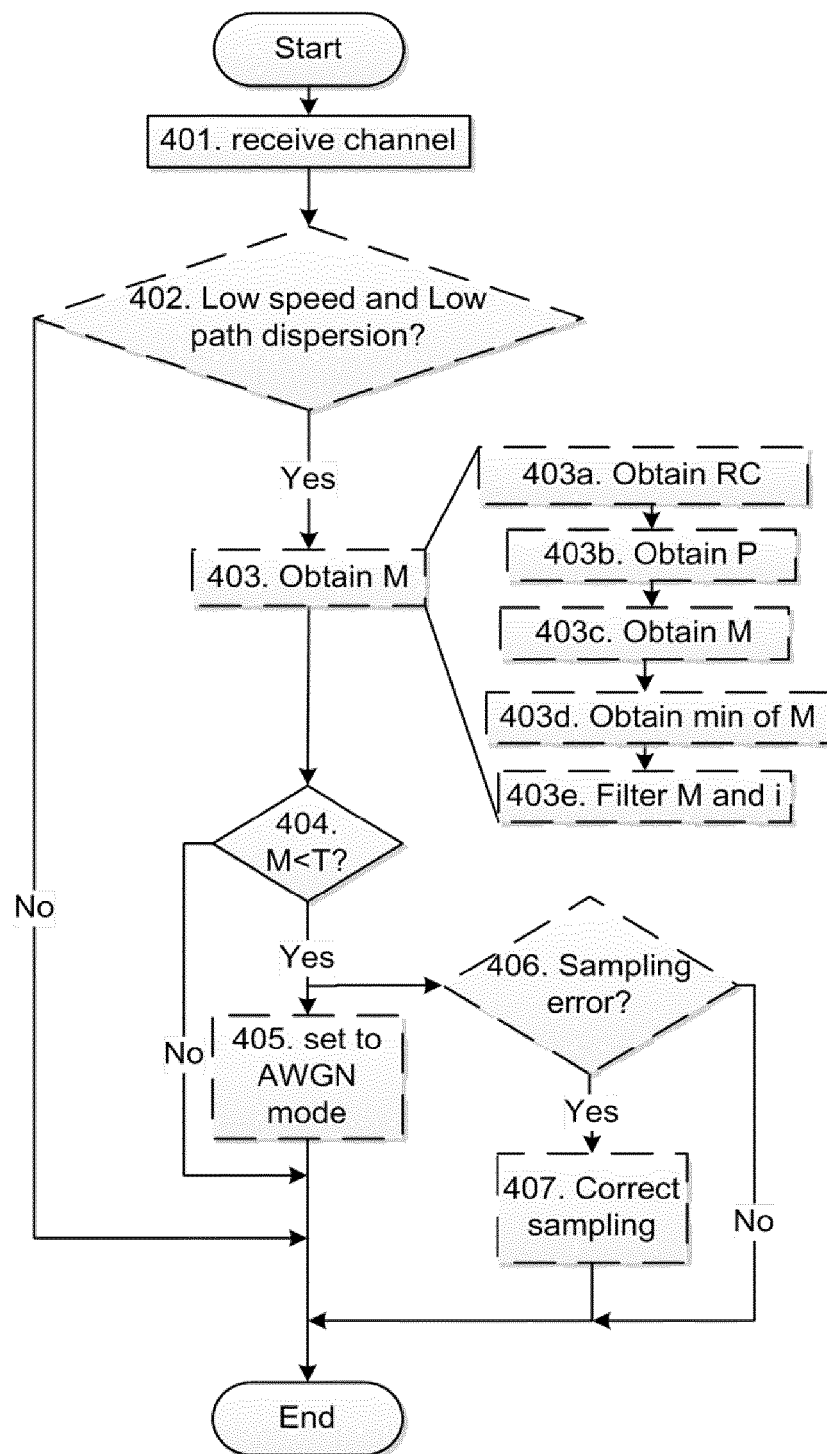 Start
401. receive channel
402. Low speed and Low
path dispersion?
Yes
403. Obtain M
403a. Obtain RC
403b. Obtain P
403c. Obtain M
403d. Obtain min of M
403e. Filter M and i
404.
M<T?
No
Yes
No
405. set to
AWGN
mode
406. Sampling
error?
Yes
407. Correct
sampling
No
End